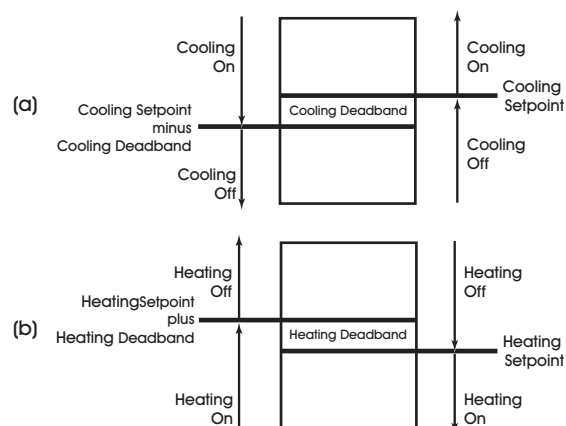 Cooling
On
Cooling
On
(a)
Cooling Setpoint
minus
Cooling Deadband
Cooling Deadband
Cooling
Setpoint
Cooling
Off
Cooling
Off
Heating
Off
Heating
Off
(b)
HeatingSetpoint
plus
Heating Deadband
Heating Deadband
Heating
Setpoint
Heating
On
Heating
On